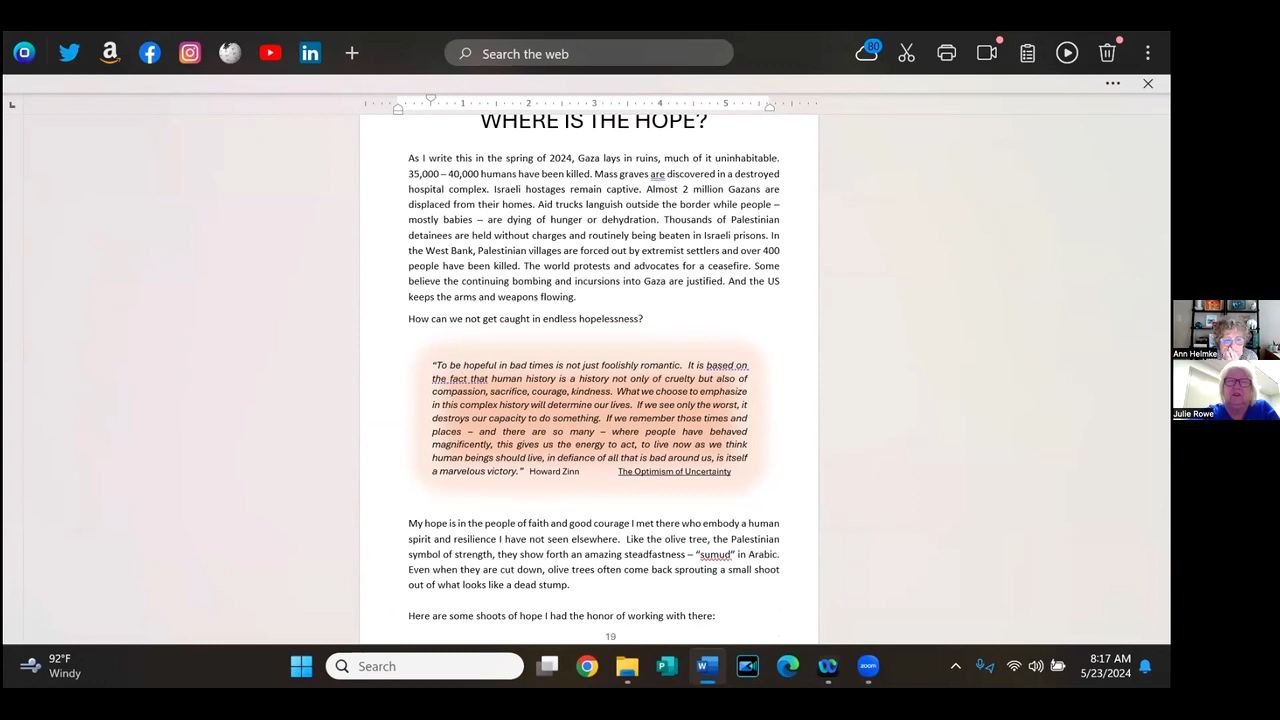 Search the web
80
1 2 3 4 5
WHERE IS THE HOPE?
As I write this in the spring of 2024, Gaza lays in ruins, much of it uninhabitable.
35,000 – 40,000 humans have been killed. Mass graves are discovered in a destroyed
hospital complex. Israeli hostages remain captive. Almost 2 million Gazans are
displaced from their homes. Aid trucks languish outside the border while people –
mostly babies – are dying of hunger or dehydration. Thousands of Palestinian
detainees are held without charges and routinely being beaten in Israeli prisons. In
the West Bank, Palestinian villages are forced out by extremist settlers and over 400
people have been killed. The world protests and advocates for a ceasefire. Some
believe the continuing bombing and incursions into Gaza are justified. And the US
keeps the arms and weapons flowing.
How can we not get caught in endless hopelessness?
“To be hopeful in bad times is not just foolishly romantic. It is based on
the fact that human history is a history not only of cruelty but also of
compassion, sacrifice, courage, kindness. What we choose to emphasize
in this complex history will determine our lives. If we see only the worst, it
destroys our capacity to do something. If we remember those times and
places – and there are so many – where people have behaved
magnificently, this gives us the energy to act, to live now as we think
human beings should live, in defiance of all that is bad around us, is itself
a marvelous victory.” Howard Zinn The Optimism of Uncertainty
My hope is in the people of faith and good courage I met there who embody a human
spirit and resilience I have not seen elsewhere. Like the olive tree, the Palestinian
symbol of strength, they show forth an amazing steadfastness – “sumud” in Arabic.
Even when they are cut down, olive trees often come back sprouting a small shoot
out of what looks like a dead stump.
Here are some shoots of hope I had the honor of working with there:
19
Ann Helmke
Julie Rowe
92°F
Windy
Search
zoom
8:17 AM
5/23/2024